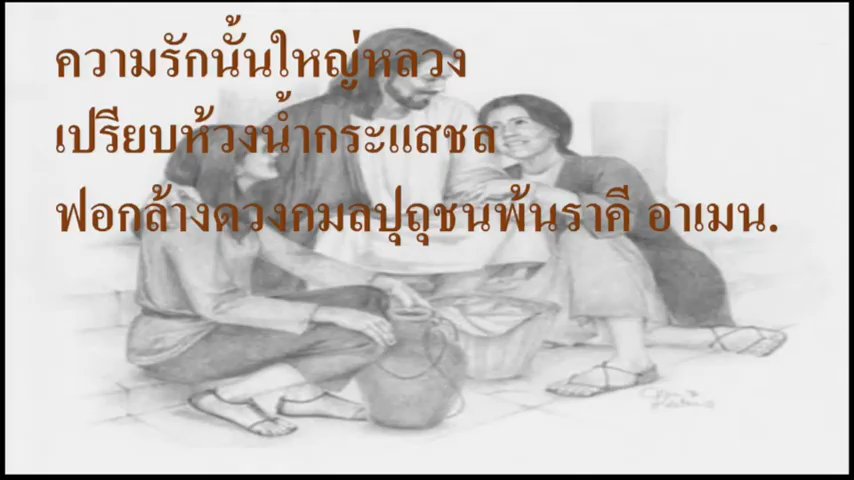 ความรักนั้นใหญ่หลวง
เปรียบห้วงน้ำกระแสชล
ฟอกล้างดวงกมลปุถุชนพ้นราคี อาเมน.